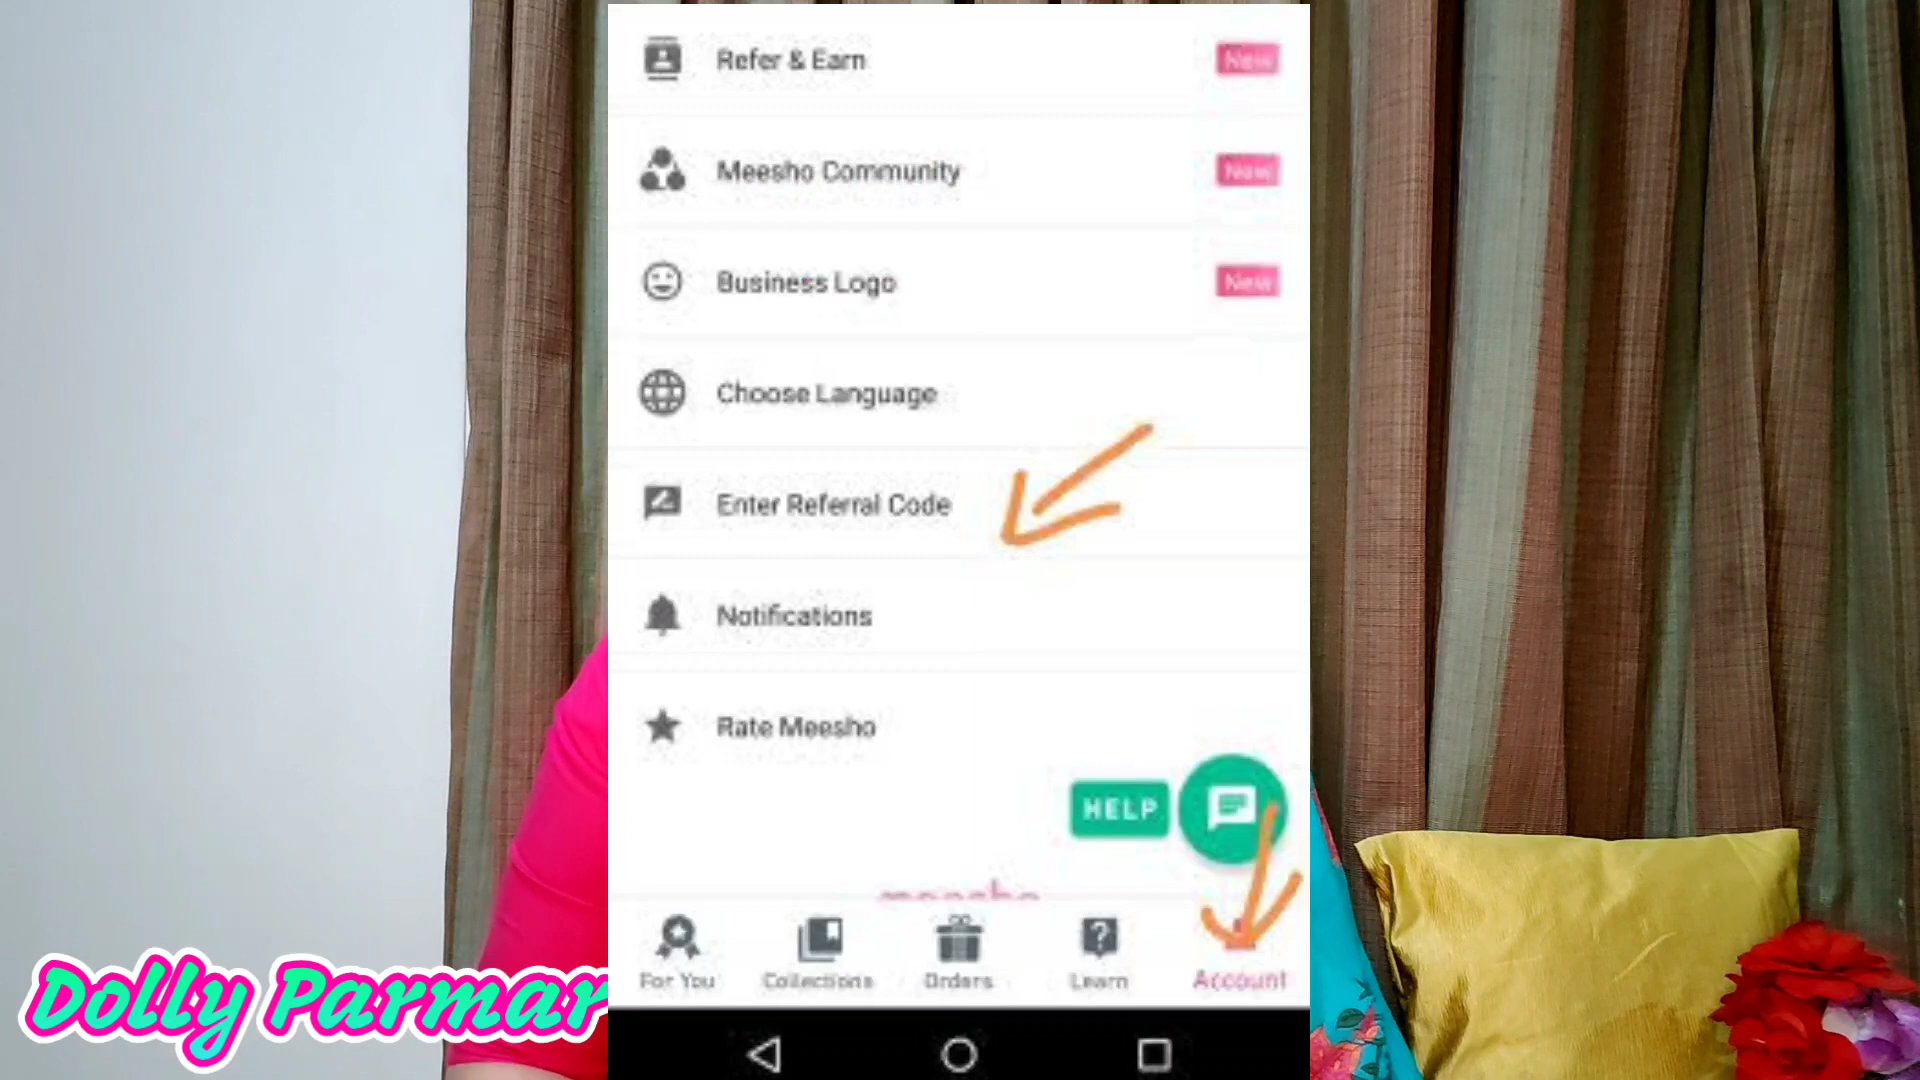 Refer & Earn
New
Meesho Community
New
Business Logo
New
Choose Language
Enter Referral Code
Notifications
Rate Meesho
HELP
meesho
For You
Collections
Orders
Learn
Account
Dolly Parmar